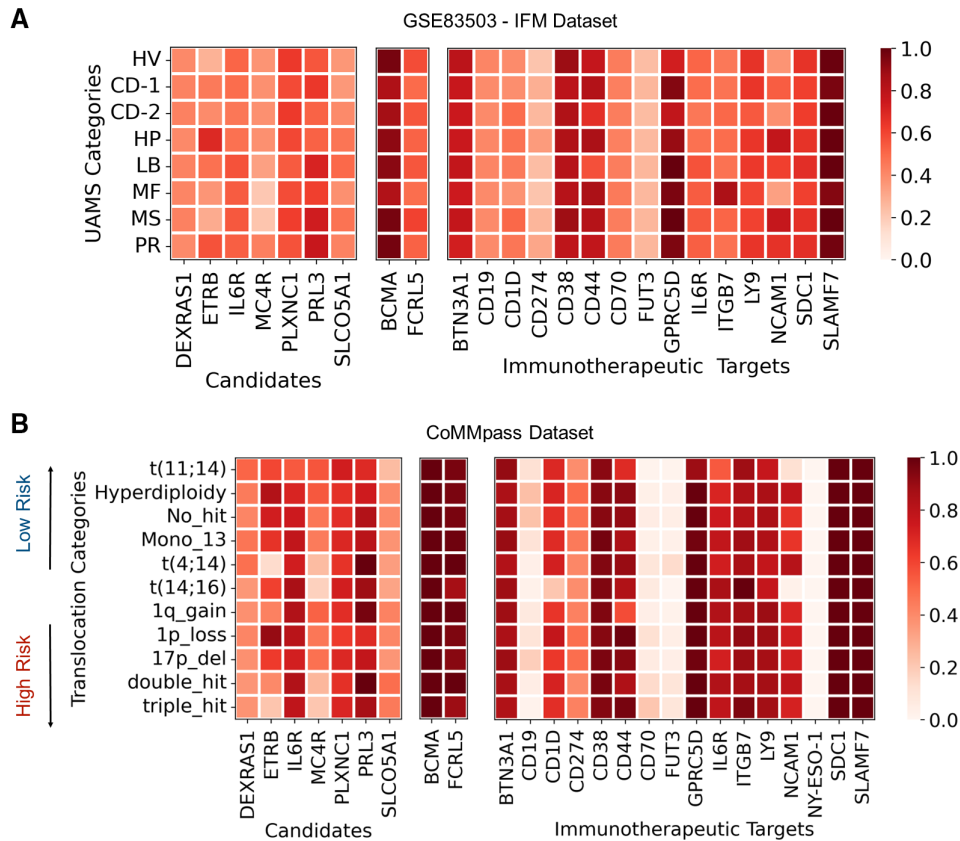 A
GSE83503 - IFM Dataset
UAMS Categories
HV
CD-1
CD-2
HP
LB
MF
MS
PR
DEXRAS1
ETRB
IL6R
MC4R
PLXNC1
PRL3
SLCO5A1
Candidates
BCMA
FCRL5
BTN3A1
CD19
CD1D
CD274
CD38
CD44
CD70
FUT3
GPRC5D
IL6R
ITGB7
LY9
NCAM1
SDC1
SLAMF7
Immunotherapeutic Targets
1.0
0.8
0.6
0.4
0.2
0.0
B
CoMMpass Dataset
Low Risk
High Risk
Translocation Categories
t(11;14)
Hyperdiploidy
No_hit
Mono_13
t(4;14)
t(14;16)
1q_gain
1p_loss
17p_del
double_hit
triple_hit
DEXRAS1
ETRB
IL6R
MC4R
PLXNC1
PRL3
SLCO5A1
Candidates
BCMA
FCRL5
BTN3A1
CD19
CD1D
CD274
CD38
CD44
CD70
FUT3
GPRC5D
IL6R
ITGB7
LY9
NCAM1
NY-ESO-1
SDC1
SLAMF7
Immunotherapeutic Targets
1.0
0.8
0.6
0.4
0.2
0.0